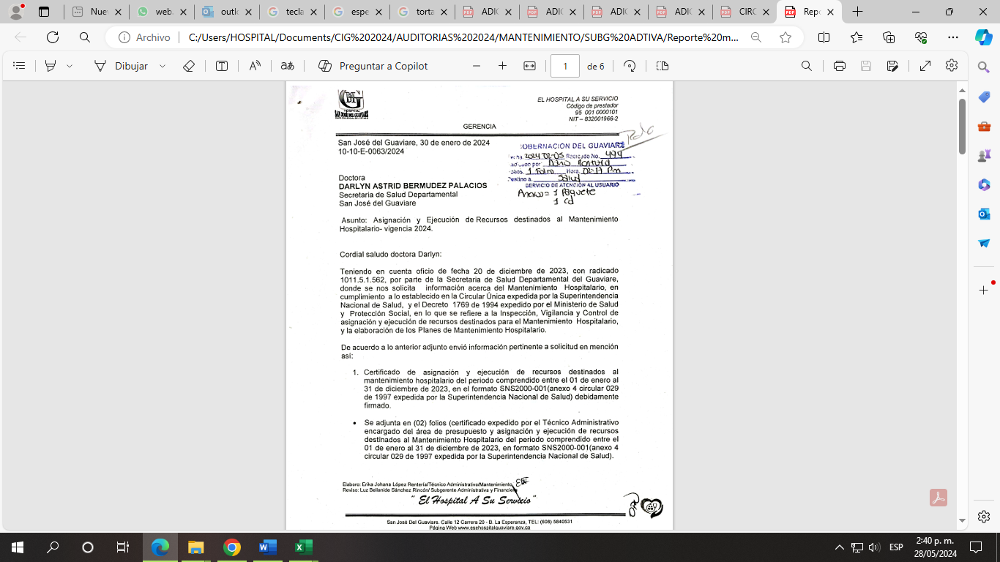 Nuev
web.
outlo
tecla
espe
torta
ADIC
ADIC
ADIC
ADIC
CIRC
Repo
Archivo
C:/Users/HOSPITAL/Documents/CIG%202024/AUDITORIAS%202024/MANTENIMIENTO/SUBG%20ADTIVA/Reporte%20m...
Dibujar
Preguntar a Copilot
1 de 6
HOSPITAL
SAN JOSÉ DEL GUAVIARE
EL HOSPITAL A SU SERVICIO
Código de prestador
95 001 0000101
NIT – 832001966-2
GERENCIA
San José del Guaviare, 30 de enero de 2024
10-10-E-0063/2024
GOBERNACION DEL GUAVIARE
Fecha: 2024-02-05 Radicado No. 494
Folios: 1 Folio Hora: 02:17 Pm
Destino a: Salud
SERVICIO DE ATENCIÓN AL USUARIO
Anexo = 1 Paquete
1 cd
Doctora
DARLYN ASTRID BERMUDEZ PALACIOS
Secretaria de Salud Departamental
San José del Guaviare
Asunto: Asignación y Ejecución de Recursos destinados al Mantenimiento
Hospitalario- vigencia 2024.
Cordial saludo doctora Darlyn:
Teniendo en cuenta oficio de fecha 20 de diciembre de 2023, con radicado
1011.5.1.562, por parte de la Secretaria de Salud Departamental del Guaviare,
donde se nos solicita información acerca del Mantenimiento Hospitalario, en
cumplimiento a lo establecido en la Circular Única expedida por la Superintendencia
Nacional de Salud, y el Decreto 1769 de 1994 expedido por el Ministerio de Salud
y Protección Social, en lo que se refiere a la Inspección, Vigilancia y Control de
asignación y ejecución de recursos destinados para el Mantenimiento Hospitalario,
y la elaboración de los Planes de Mantenimiento Hospitalario.
De acuerdo a lo anterior adjunto envió información pertinente a solicitud en mención
así:
1. Certificado de asignación y ejecución de recursos destinados al
mantenimiento hospitalario del periodo comprendido entre el 01 de enero al
31 de diciembre de 2023, en el formato SNS2000-001(anexo 4 circular 029
de 1997 expedida por la Superintendencia Nacional de Salud) debidamente
firmado.
• Se adjunta en (02) folios (certificado expedido por el Técnico Administrativo
encargado del área de presupuesto y asignación y ejecución de recursos
destinados al Mantenimiento Hospitalario del periodo comprendido entre el
01 de enero al 31 de diciembre de 2023, en formato SNS2000-001(anexo 4
circular 029 de 1997 expedida por la Superintendencia Nacional de Salud).
Elaboro: Erika Johana López Rentería/Técnico Administrativo/Mantenimiento
Reviso: Luz Bellanide Sánchez Rincón/ Subgerente Administrativa y Financiera
" El Hospital A Su Servicio "
San José Del Guaviare. Calle 12 Carrera 20 - B. La Esperanza, TEL: (608) 5840531
Página Web www.esehospitalguaviare.gov.co
ESP
2:40 p. m.
28/05/2024